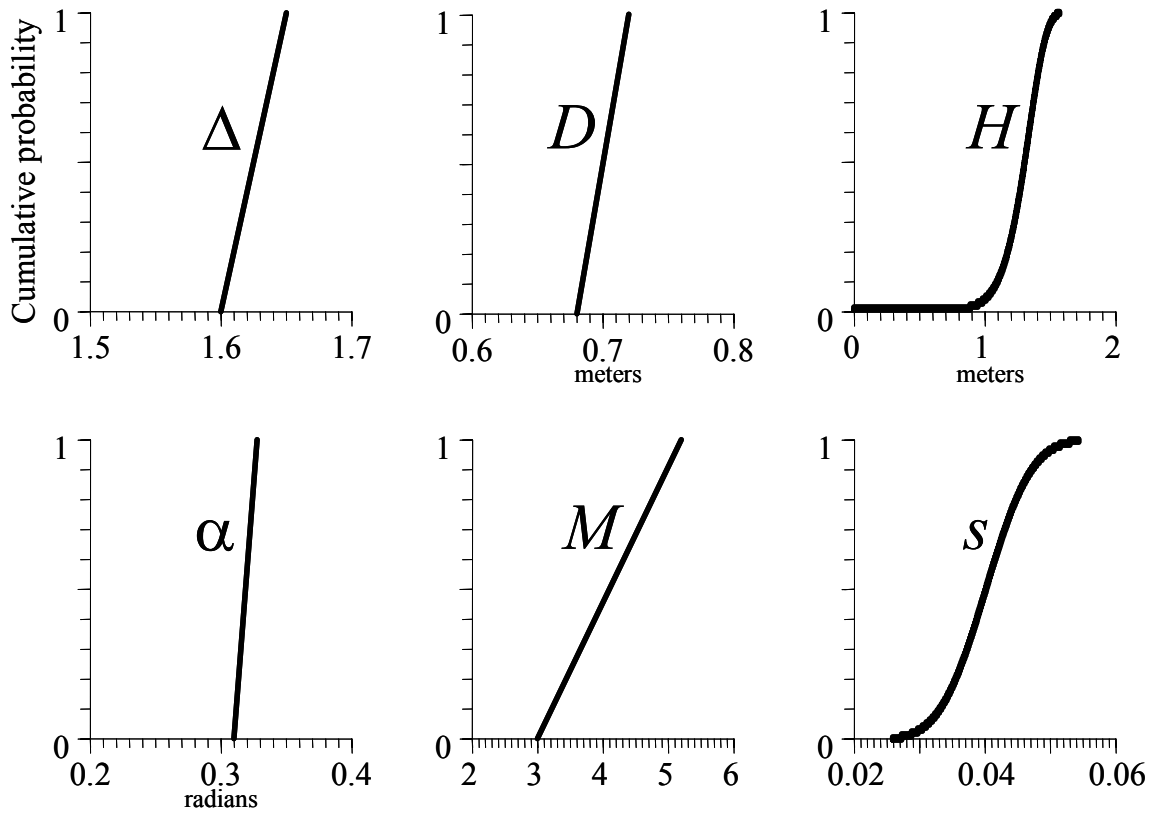 Cumulative probability
1
Δ
0
1.5 1.6 1.7
1
D
0
0.6 0.7 0.8
meters
1
H
0
0 1 2
meters
1
α
0
0.2 0.3 0.4
radians
1
M
0
2 3 4 5 6
1
s
0
0.02 0.04 0.06